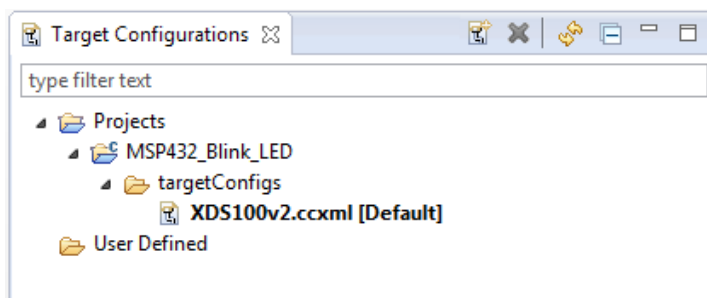 Target Configurations
type filter text
Projects
MSP432_Blink_LED
targetConfigs
XDS100v2.ccxml [Default]
User Defined